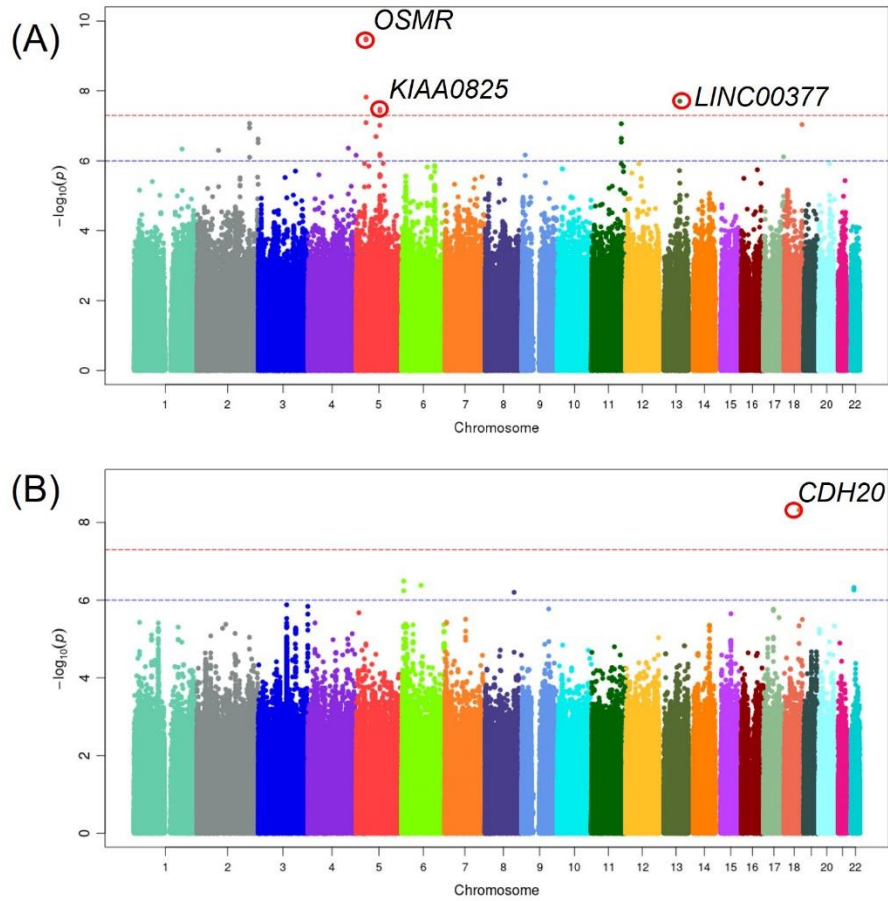 (A)
OSMR
KIAA0825
LINC00377
−log10(p)
10
8
6
4
2
0
1 2 3 4 5 6 7 8 9 10 11 12 13 14 15 16 17 18 20 22
Chromosome
(B)
CDH20
−log10(p)
8
6
4
2
0
1 2 3 4 5 6 7 8 9 10 11 12 13 14 15 16 17 18 20 22
Chromosome